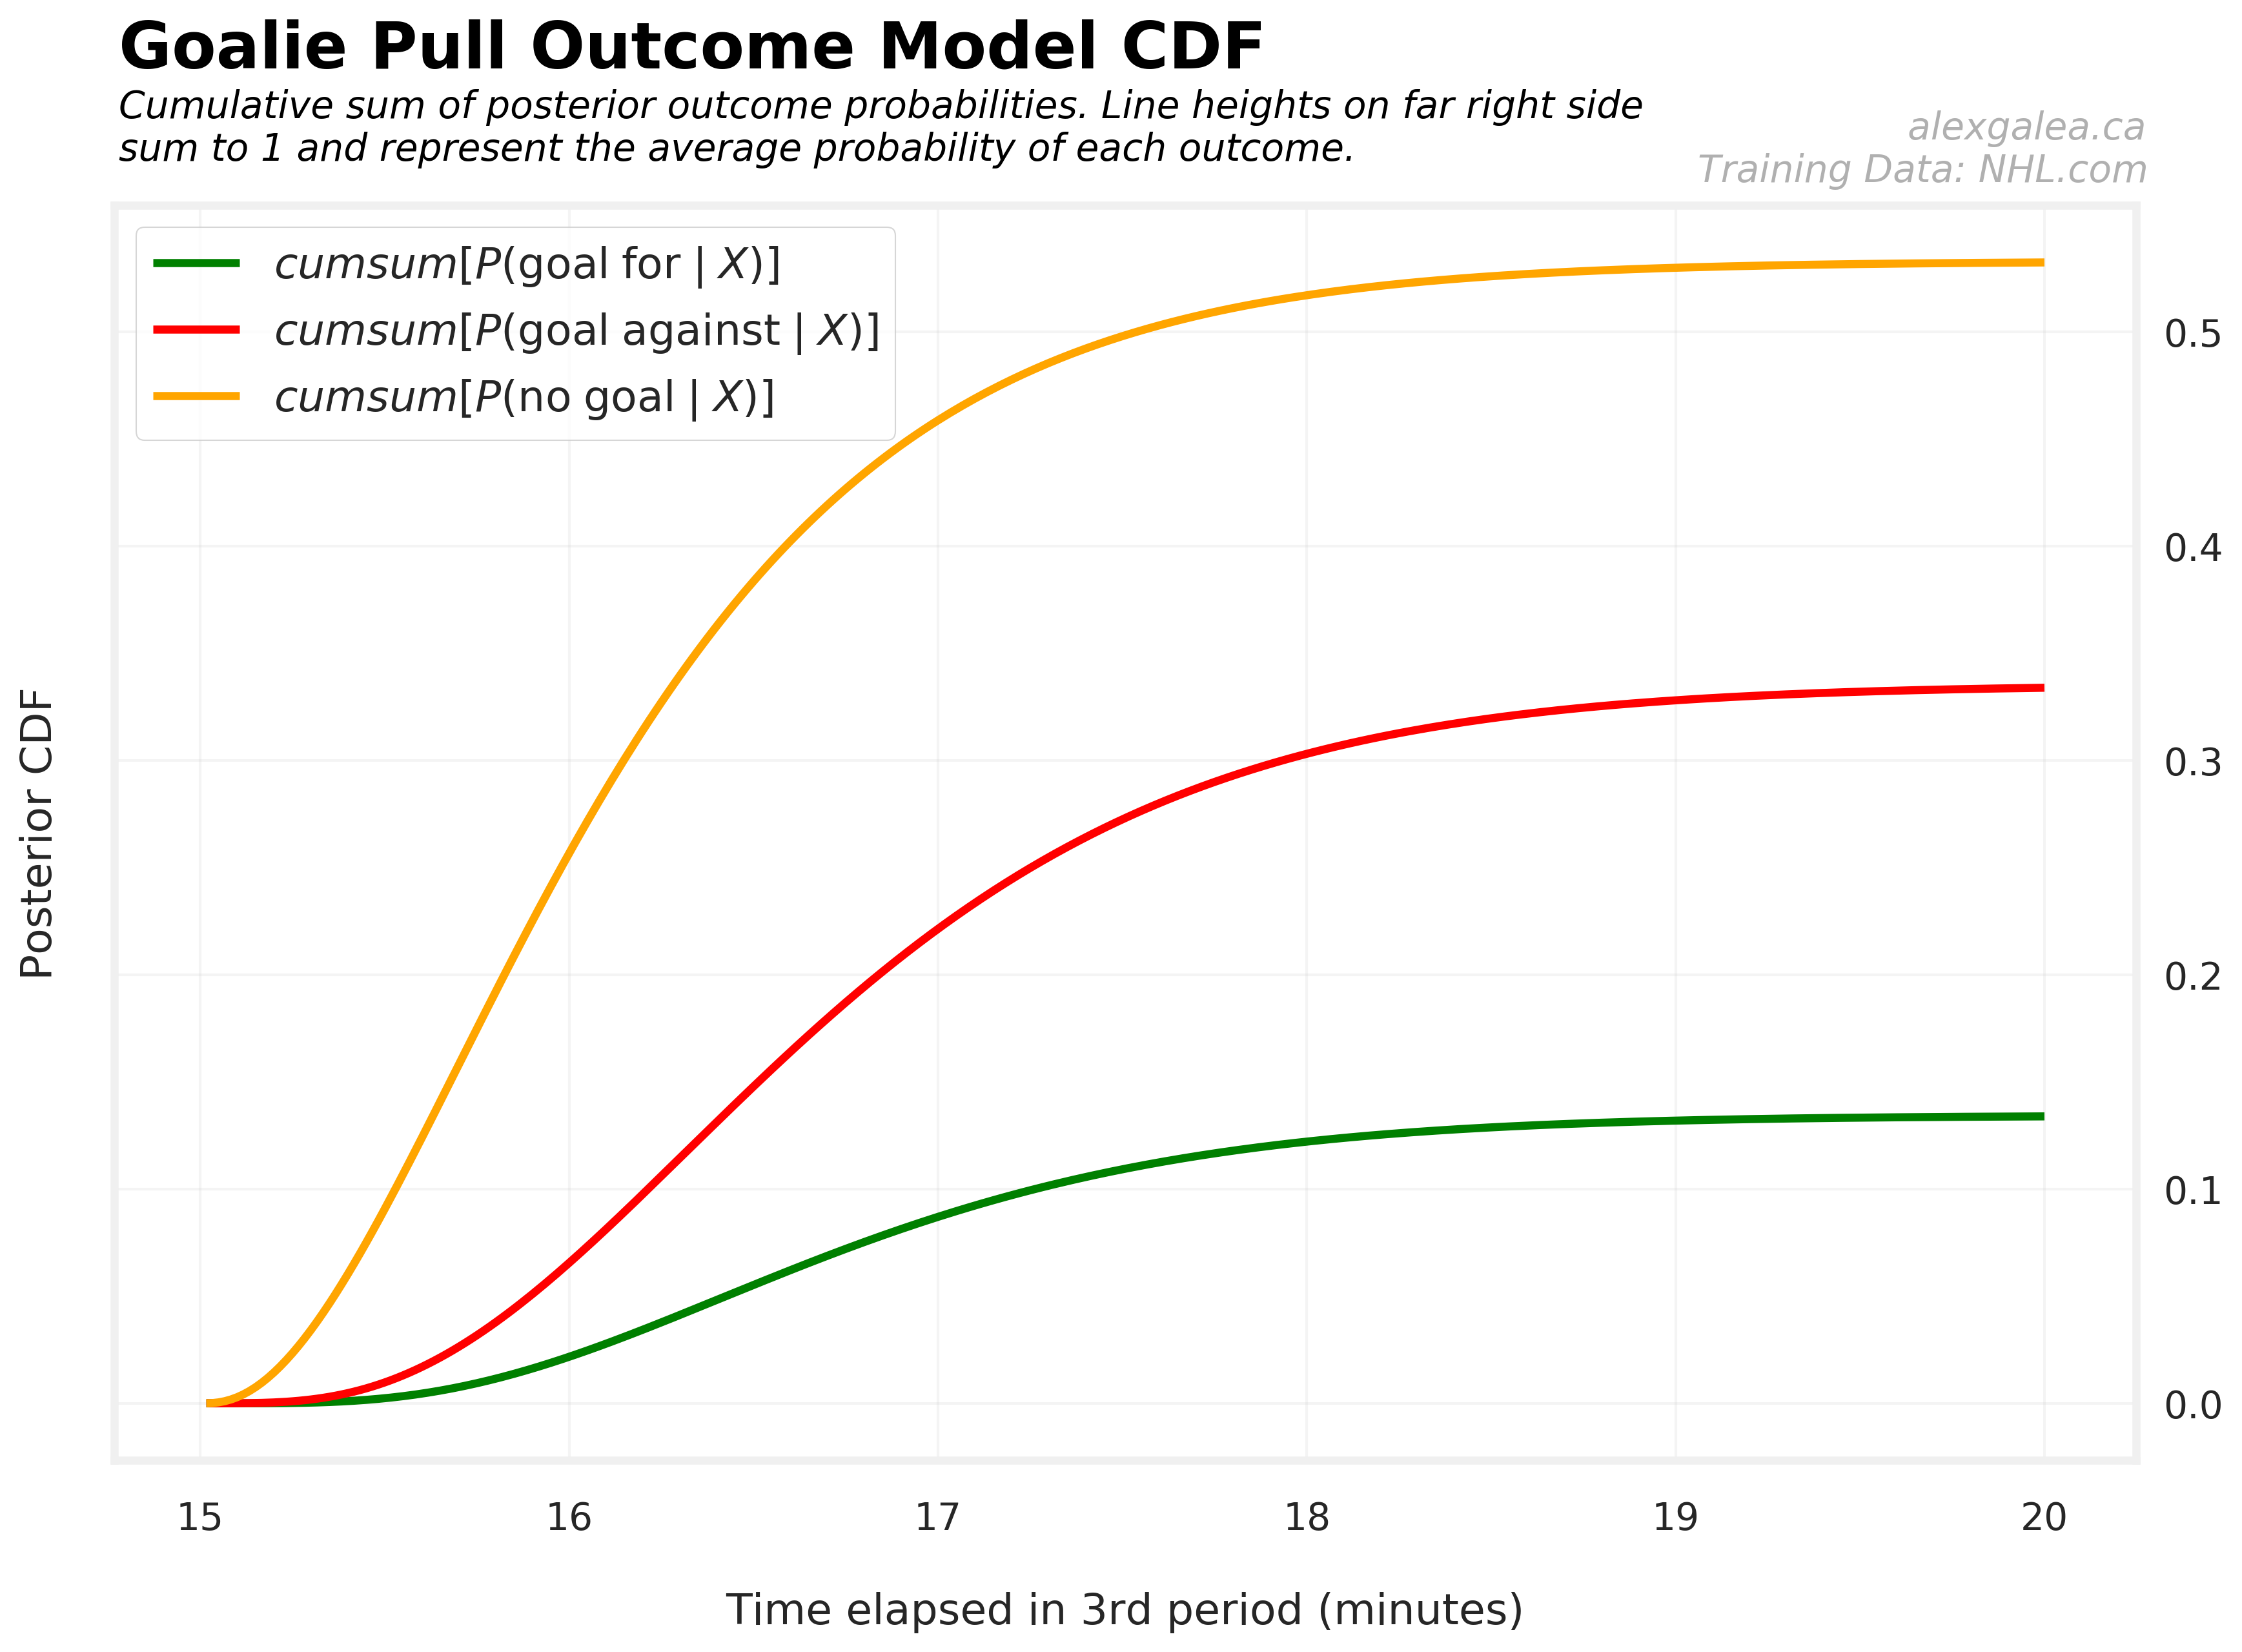 Goalie Pull Outcome Model CDF
Cumulative sum of posterior outcome probabilities. Line heights on far right side
sum to 1 and represent the average probability of each outcome.
alexgalea.ca
Training Data: NHL.com
cumsum[P(goal for | X)]
cumsum[P(goal against | X)]
cumsum[P(no goal | X)]
Posterior CDF
0.5
0.4
0.3
0.2
0.1
0.0
15 16 17 18 19 20
Time elapsed in 3rd period (minutes)